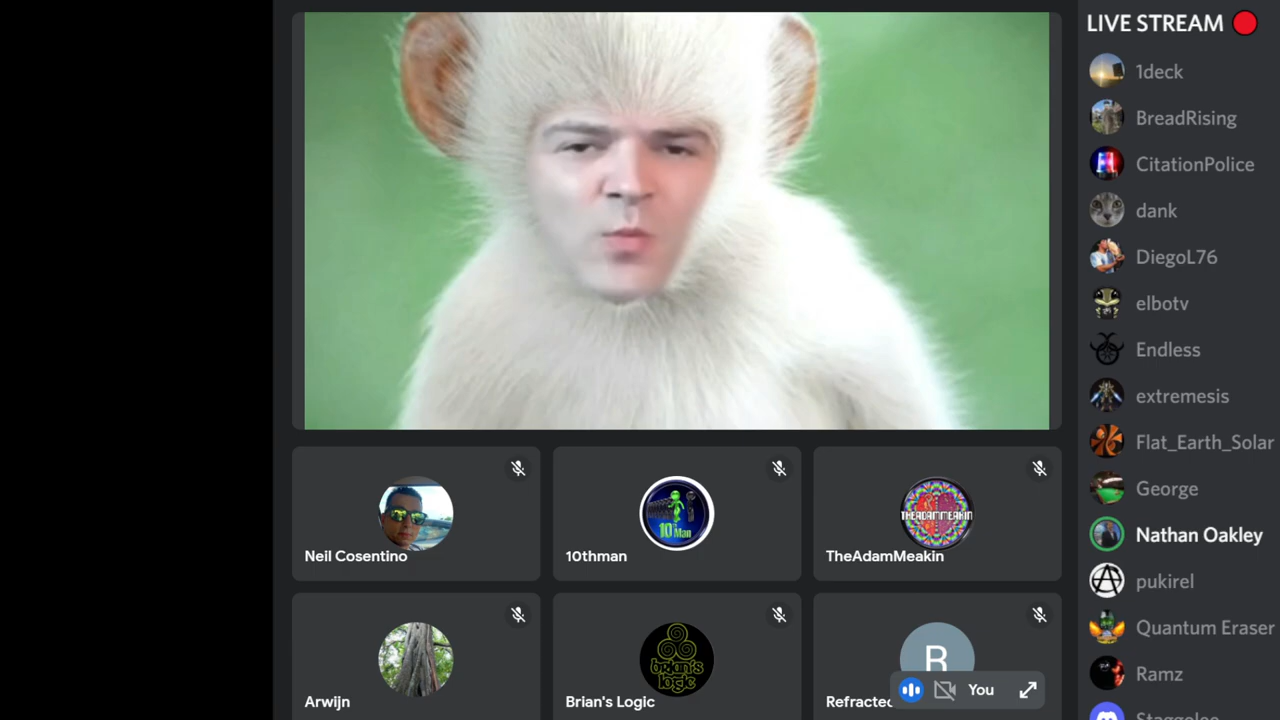 LIVE STREAM
1deck
BreadRising
CitationPolice
dank
DiegoL76
elbotv
Endless
extremesis
Flat_Earth_Solar
George
Nathan Oakley
pukirel
Quantum Eraser
Ramz
Neil Cosentino
10th Man
10thman
THEADAMMEAKIN
TheAdamMeakin
Arwijn
brian's
logic
Brian's Logic
R
Refracted
You